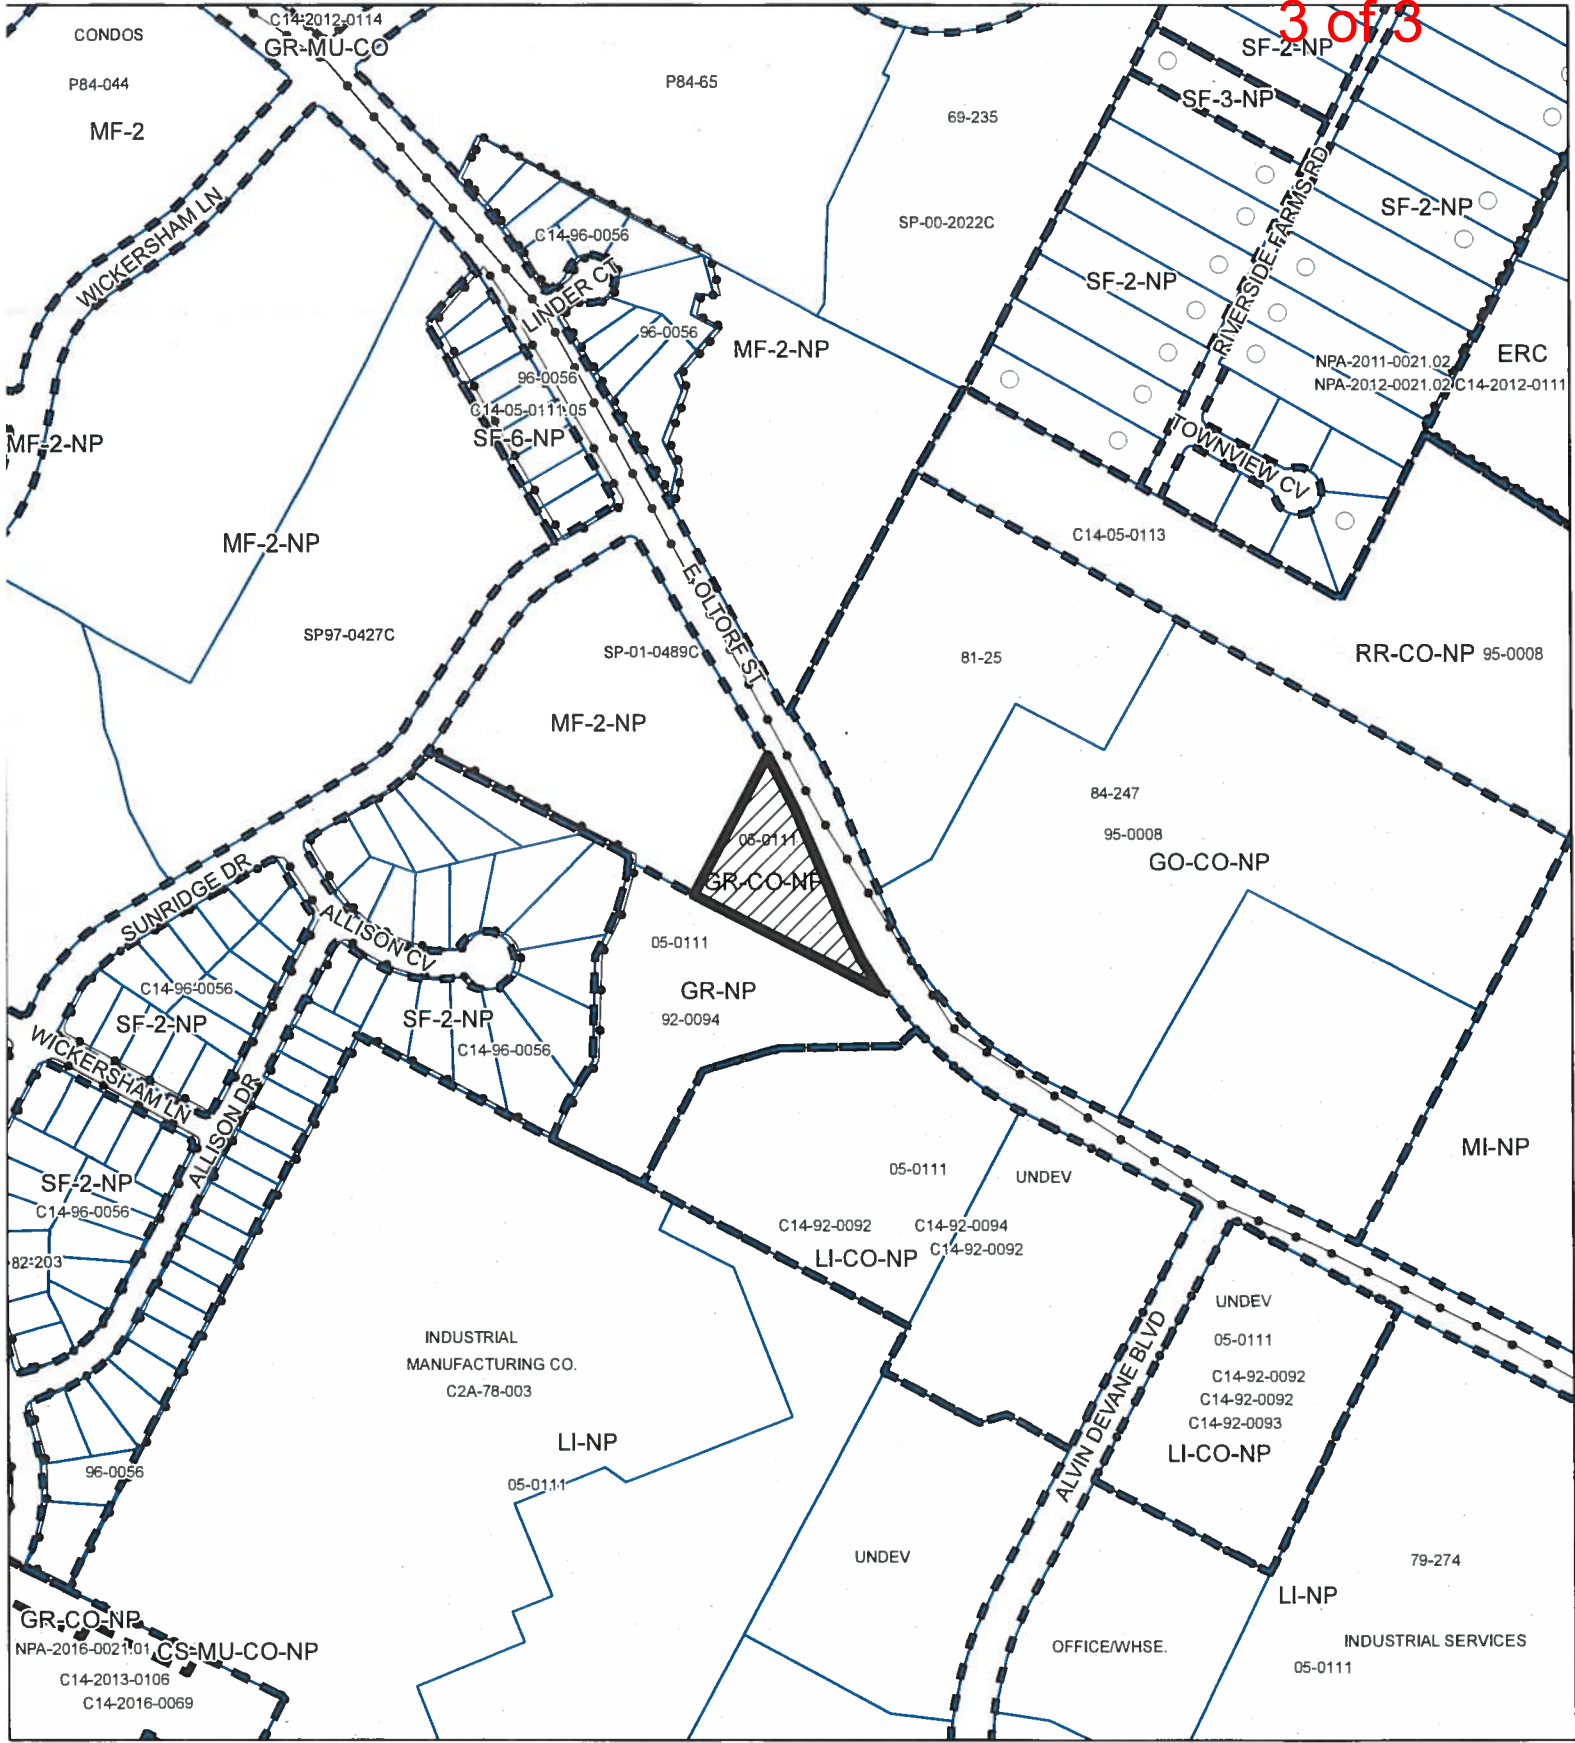 3 of 3
C14-2012-0114
GR-MU-CO
CONDOS
P84-044
MF-2
P84-65
69-235
SF-2-NP
SF-3-NP
WICKERSHAM LN
C14-96-0056
SP-00-2022C
RIVERSIDE FARMS RD
SF-2-NP
SF-2-NP
LINDER CT
96-0056
MF-2-NP
96-0056
C14-05-0111.05
SF-6-NP
NPA-2011-0021.02
ERC
NPA-2012-0021.02
C14-2012-0111
MF-2-NP
TOWNVIEW CV
MF-2-NP
C14-05-0113
E OLTORF ST
SP97-0427C
SP-01-0489C
81-25
RR-CO-NP
95-0008
MF-2-NP
84-247
95-0008
GO-CO-NP
05-0111
GR-CO-NP
SUNRIDGE DR
ALLISON CV
05-0111
GR-NP
92-0094
C14-96-0056
SF-2-NP
SF-2-NP
C14-96-0056
WICKERSHAM LN
ALLISON DR
MI-NP
SF-2-NP
C14-96-0056
05-0111
UNDEV
C14-92-0092
C14-92-0094
C14-92-0092
LI-CO-NP
82-203
INDUSTRIAL
MANUFACTURING CO.
C2A-78-003
UNDEV
05-0111
C14-92-0092
C14-92-0092
C14-92-0093
LI-CO-NP
ALVIN DEVANE BLVD
LI-NP
05-0111
96-0056
UNDEV
79-274
LI-NP
GR-CO-NP
NPA-2016-0021.01
CS-MU-CO-NP
C14-2013-0106
C14-2016-0069
OFFICE/WHSE.
INDUSTRIAL SERVICES
05-0111